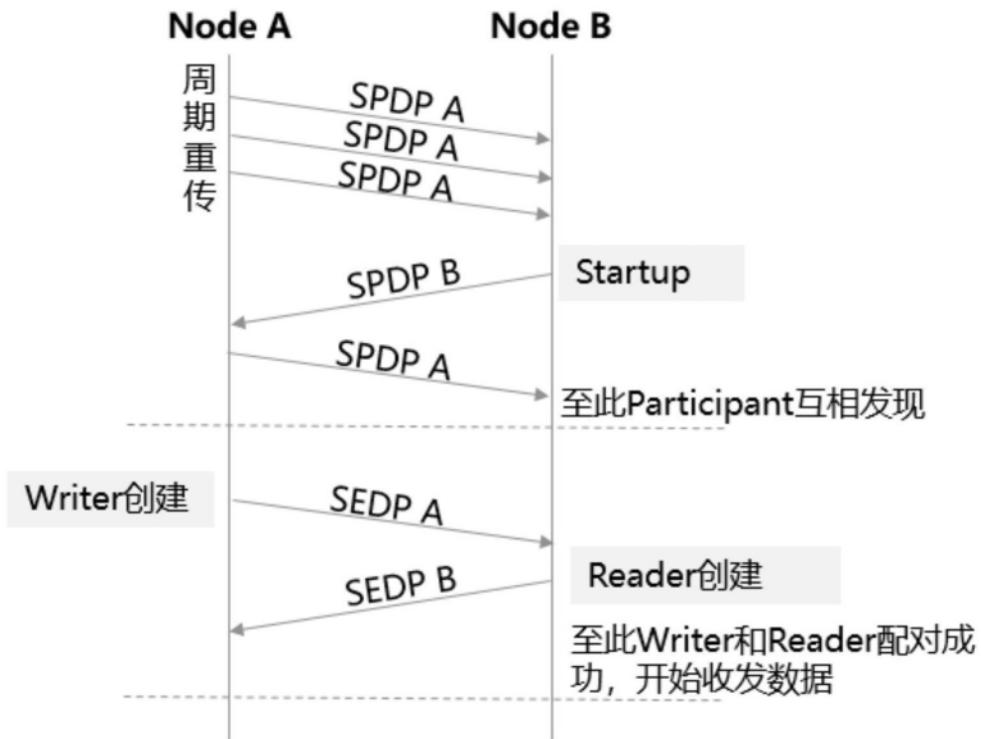 Node A
Node B
周期重传
SPDP A
SPDP A
SPDP A
Startup
SPDP B
SPDP A
至此Participant互相发现
Writer创建
SEDP A
Reader创建
SEDP B
至此Writer和Reader配对成
功，开始收发数据